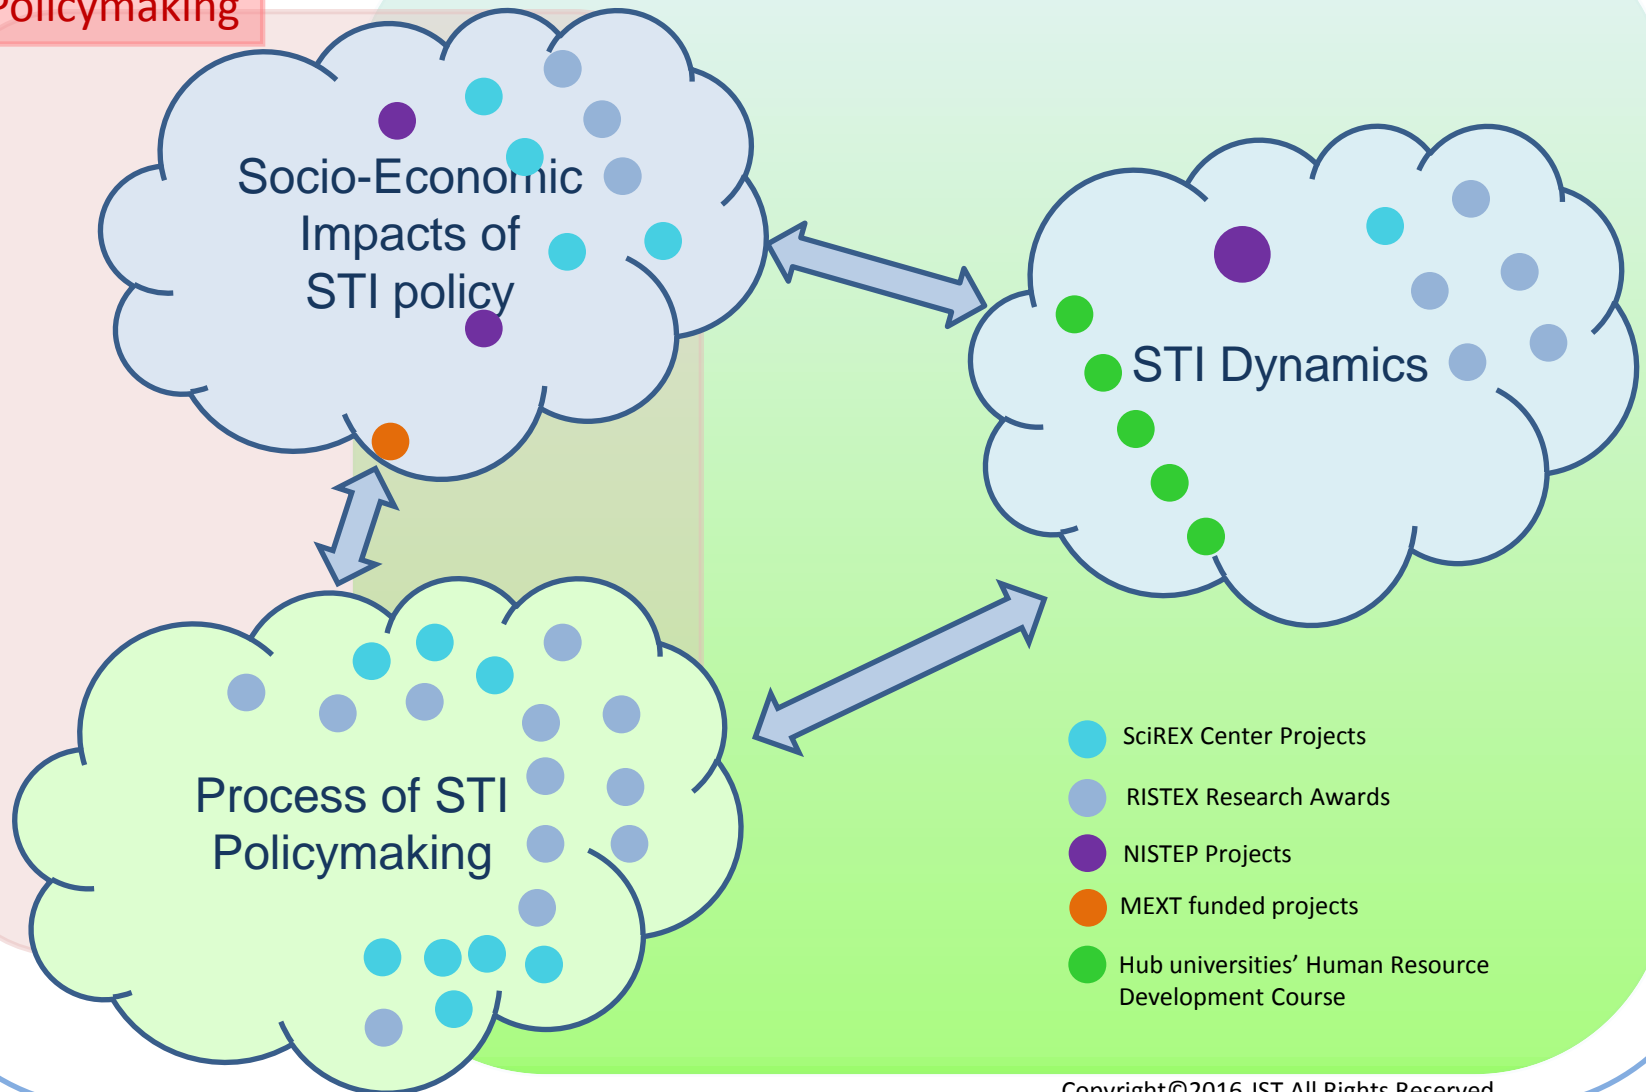 Policymaking
Socio-Economic
Impacts of
STI policy
STI Dynamics
Process of STI
Policymaking
SciREX Center Projects
RISTEX Research Awards
NISTEP Projects
MEXT funded projects
Hub universities’ Human Resource
Development Course
Copyright©2016 JST All Rights Reserved